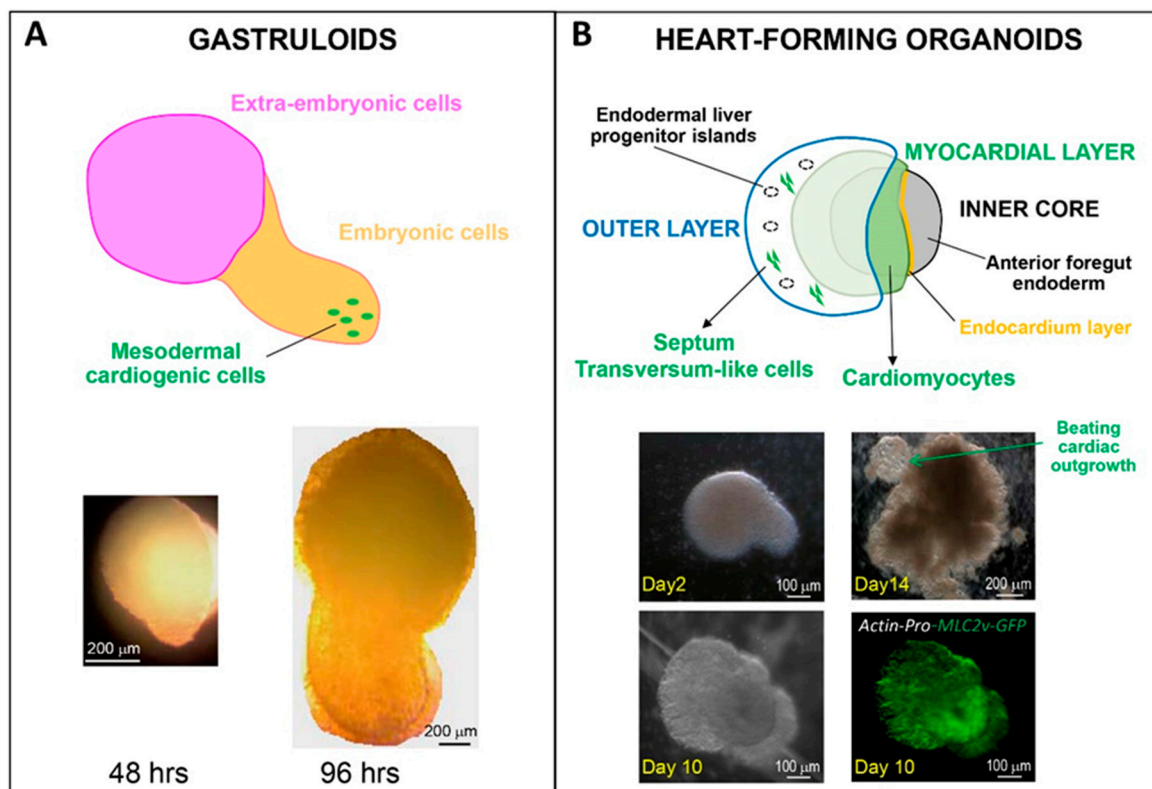 A
GASTRULOIDS
Extra-embryonic cells
Embryonic cells
Mesodermal
cardiogenic cells
200 μm
48 hrs
200 μm
96 hrs
B
HEART-FORMING ORGANOIDS
Endodermal liver
progenitor islands
MYOCARDIAL LAYER
OUTER LAYER
INNER CORE
Anterior foregut
endoderm
Endocardium layer
Septum
Transversum-like cells
Cardiomyocytes
Beating
cardiac
outgrowth
Day2
100 μm
Day14
200 μm
Day 10
100 μm
Actin-Pro-MLC2v-GFP
Day 10
100 μm